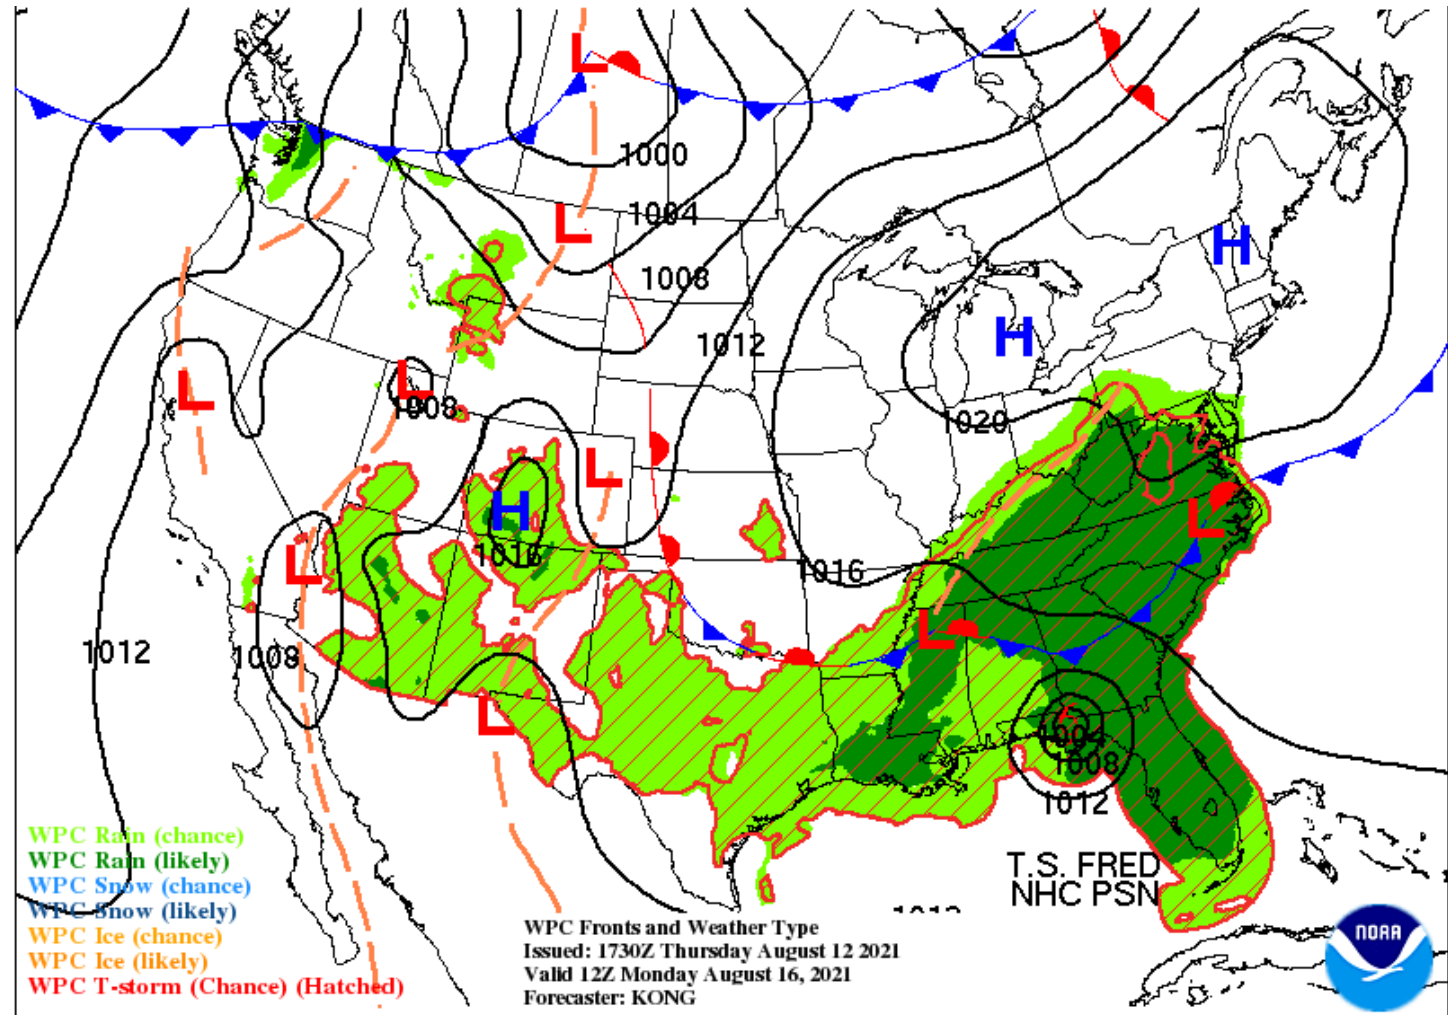 L
1000
L
1004
H
1008
H
1012
L
1008
L
1020
L
H
L
1016
1016
L
L
1012
1008
L
1004
1008
1012
T.S. FRED
NHC PSN
WPC Rain (chance)
WPC Rain (likely)
WPC Snow (chance)
WPC Snow (likely)
WPC Ice (chance)
WPC Ice (likely)
WPC T-storm (Chance) (Hatched)
WPC Fronts and Weather Type
Issued: 1730Z Thursday August 12 2021
Valid 12Z Monday August 16, 2021
Forecaster: KONG
NOAA